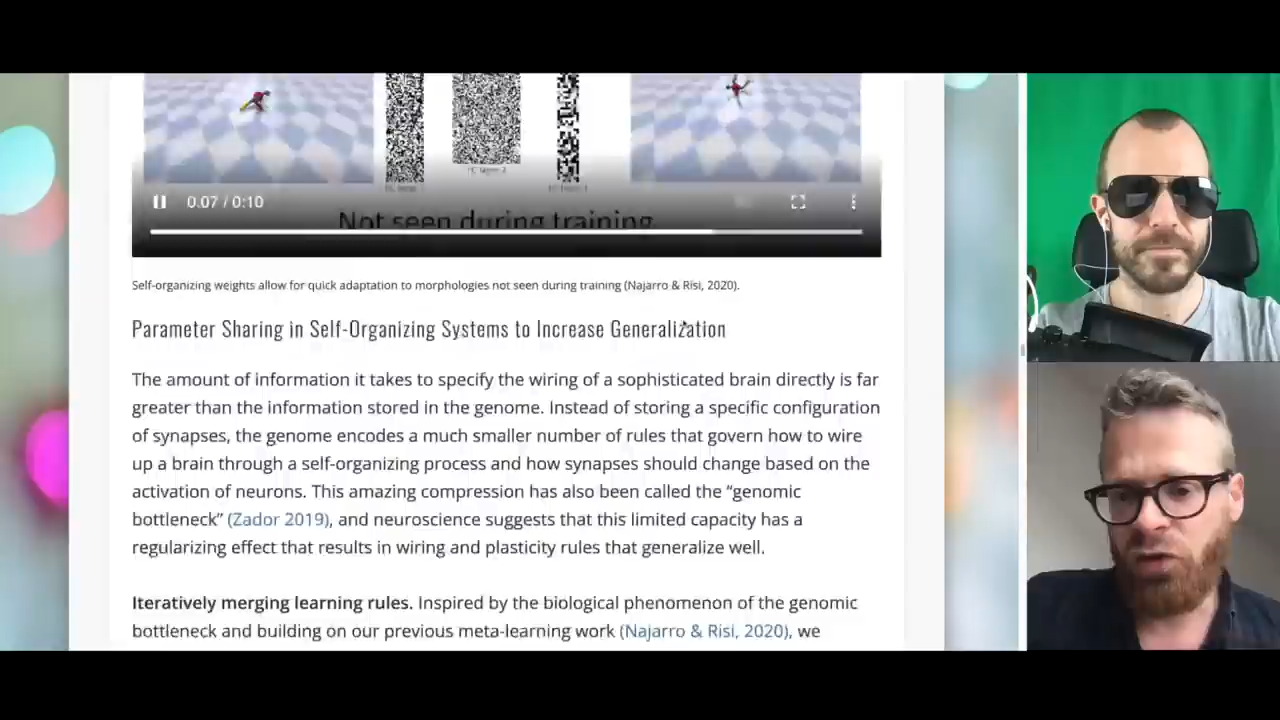 0:07 / 0:10
Not seen during training
Self-organizing weights allow for quick adaptation to morphologies not seen during training (Najarro & Risi, 2020).
Parameter Sharing in Self-Organizing Systems to Increase Generalization
The amount of information it takes to specify the wiring of a sophisticated brain directly is far
greater than the information stored in the genome. Instead of storing a specific configuration
of synapses, the genome encodes a much smaller number of rules that govern how to wire
up a brain through a self-organizing process and how synapses should change based on the
activation of neurons. This amazing compression has also been called the “genomic
bottleneck” (Zador 2019), and neuroscience suggests that this limited capacity has a
regularizing effect that results in wiring and plasticity rules that generalize well.
Iteratively merging learning rules. Inspired by the biological phenomenon of the genomic
bottleneck and building on our previous meta-learning work (Najarro & Risi, 2020), we